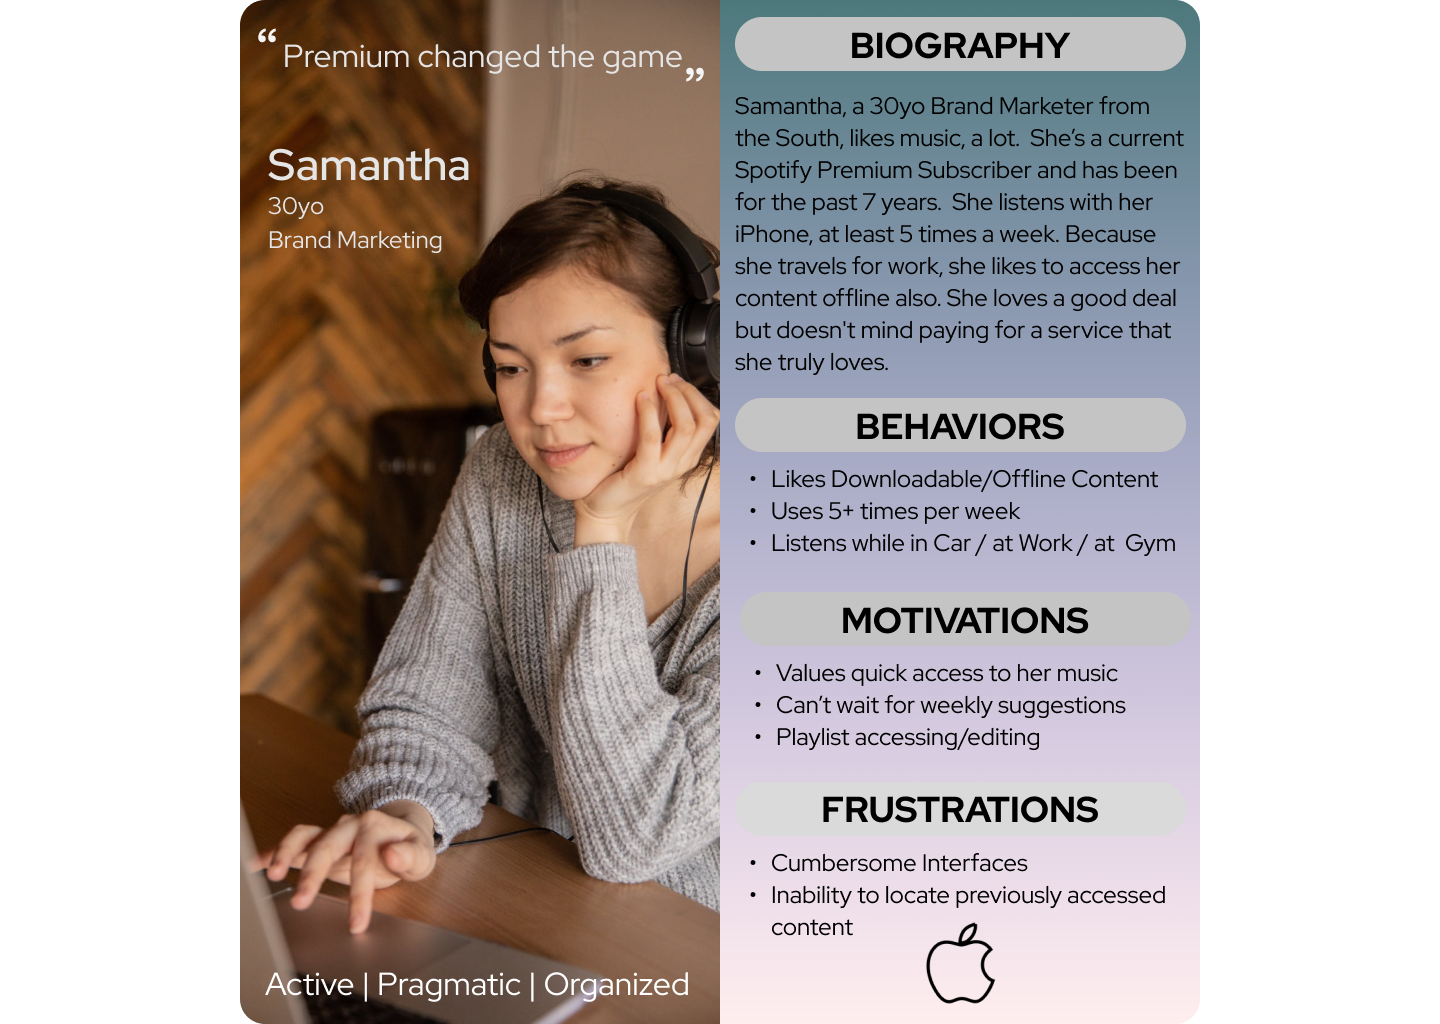 “ Premium changed the game „
Samantha
30yo
Brand Marketing
Active | Pragmatic | Organized
BIOGRAPHY
Samantha, a 30yo Brand Marketer from
the South, likes music, a lot.  She’s a current
Spotify Premium Subscriber and has been
for the past 7 years.  She listens with her
iPhone, at least 5 times a week. Because
she travels for work, she likes to access her
content offline also. She loves a good deal
but doesn't mind paying for a service that
she truly loves.
BEHAVIORS
• Likes Downloadable/Offline Content
• Uses 5+ times per week
• Listens while in Car / at Work / at  Gym
MOTIVATIONS
• Values quick access to her music
• Can’t wait for weekly suggestions
• Playlist accessing/editing
FRUSTRATIONS
• Cumbersome Interfaces
• Inability to locate previously accessed
content